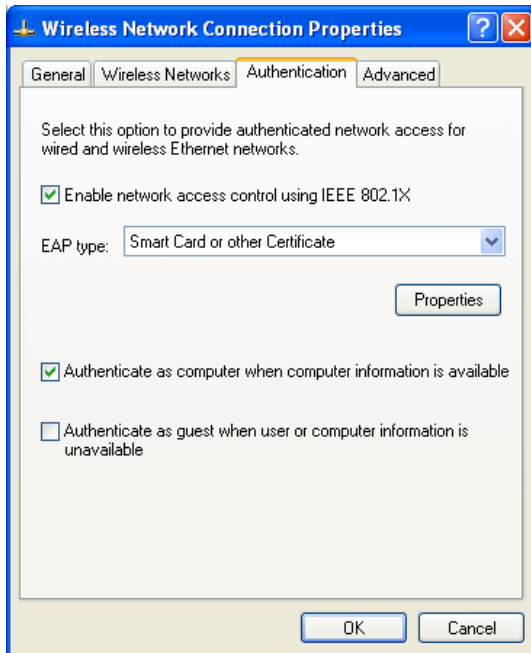 Wireless Network Connection Properties
General Wireless Networks Authentication Advanced
Select this option to provide authenticated network access for
wired and wireless Ethernet networks.
Enable network access control using IEEE 802.1X
EAP type: Smart Card or other Certificate
Properties
Authenticate as computer when computer information is available
Authenticate as guest when user or computer information is
unavailable
OK Cancel